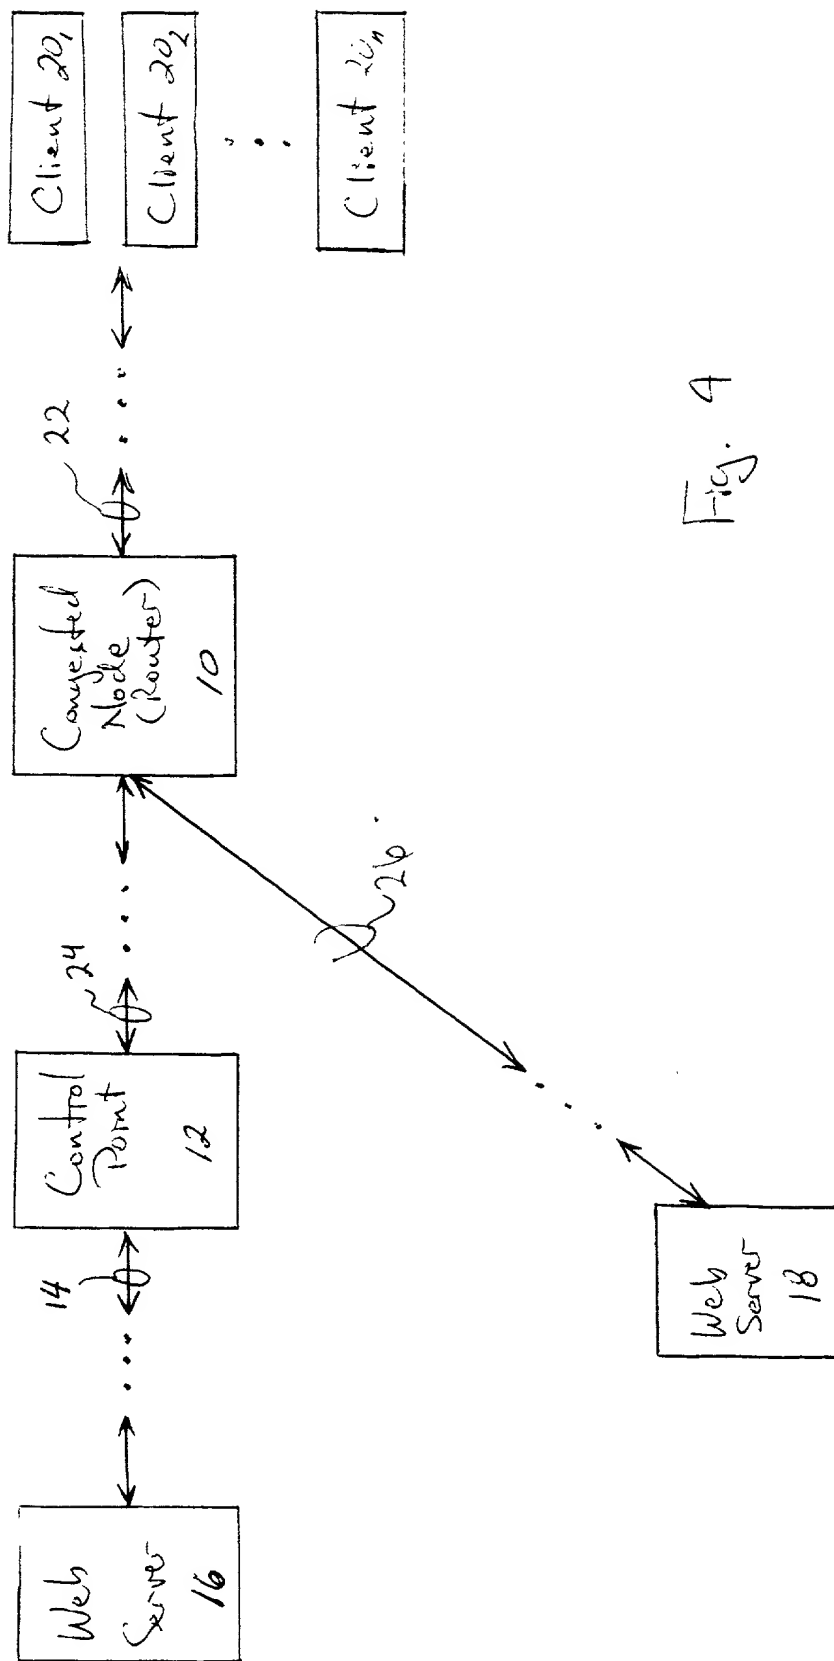 Web
Server
16
14
Control
Point
12
24
Congested
Node
(Router)
10
22
Client 20₁
Client 20₂
Client 20ₙ
26
Web
Server
18
Fig. 4